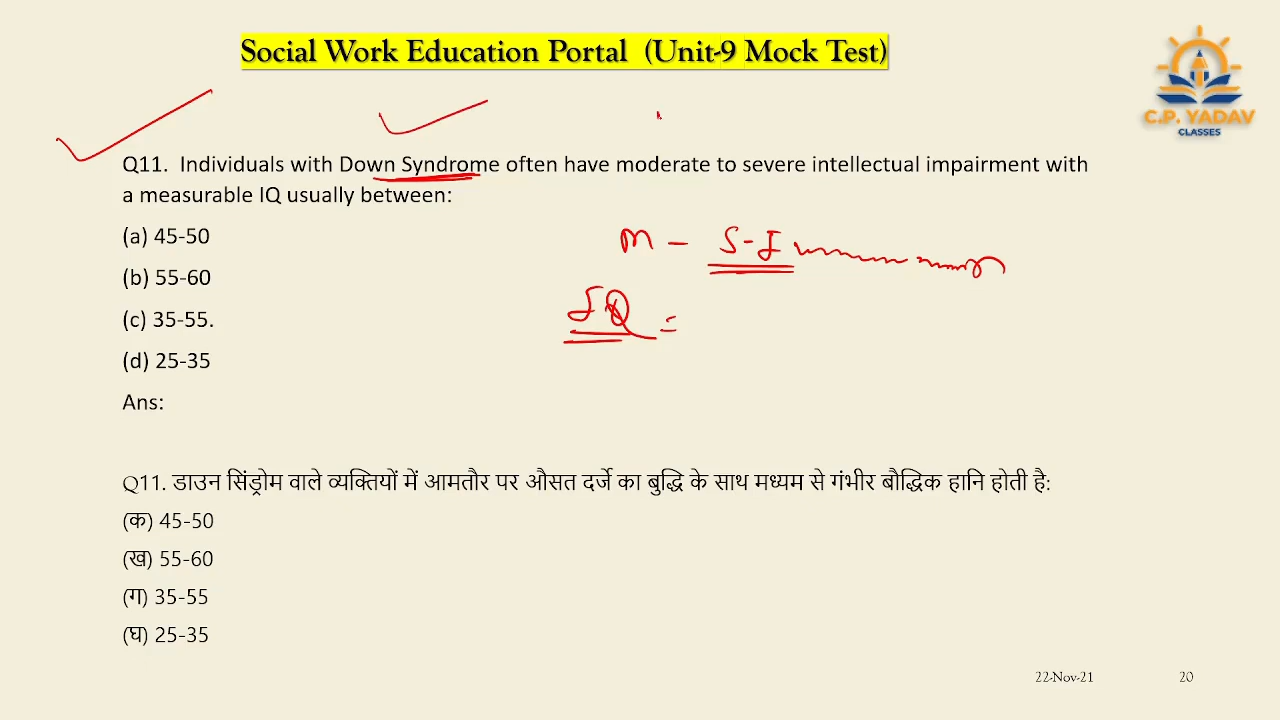 Social Work Education Portal (Unit-9 Mock Test)
C.P. YADAV
CLASSES
Q11. Individuals with Down Syndrome often have moderate to severe intellectual impairment with
a measurable IQ usually between:
(a) 45-50
(b) 55-60
(c) 35-55.
(d) 25-35
Ans:
M - S-I
IQ =
Q11. डाउन सिंड्रोम वाले व्यक्तियों में आमतौर पर औसत दर्जे का बुद्धि के साथ मध्यम से गंभीर बौद्धिक हानि होती है:
(क) 45-50
(ख) 55-60
(ग) 35-55
(घ) 25-35
22-Nov-21
20